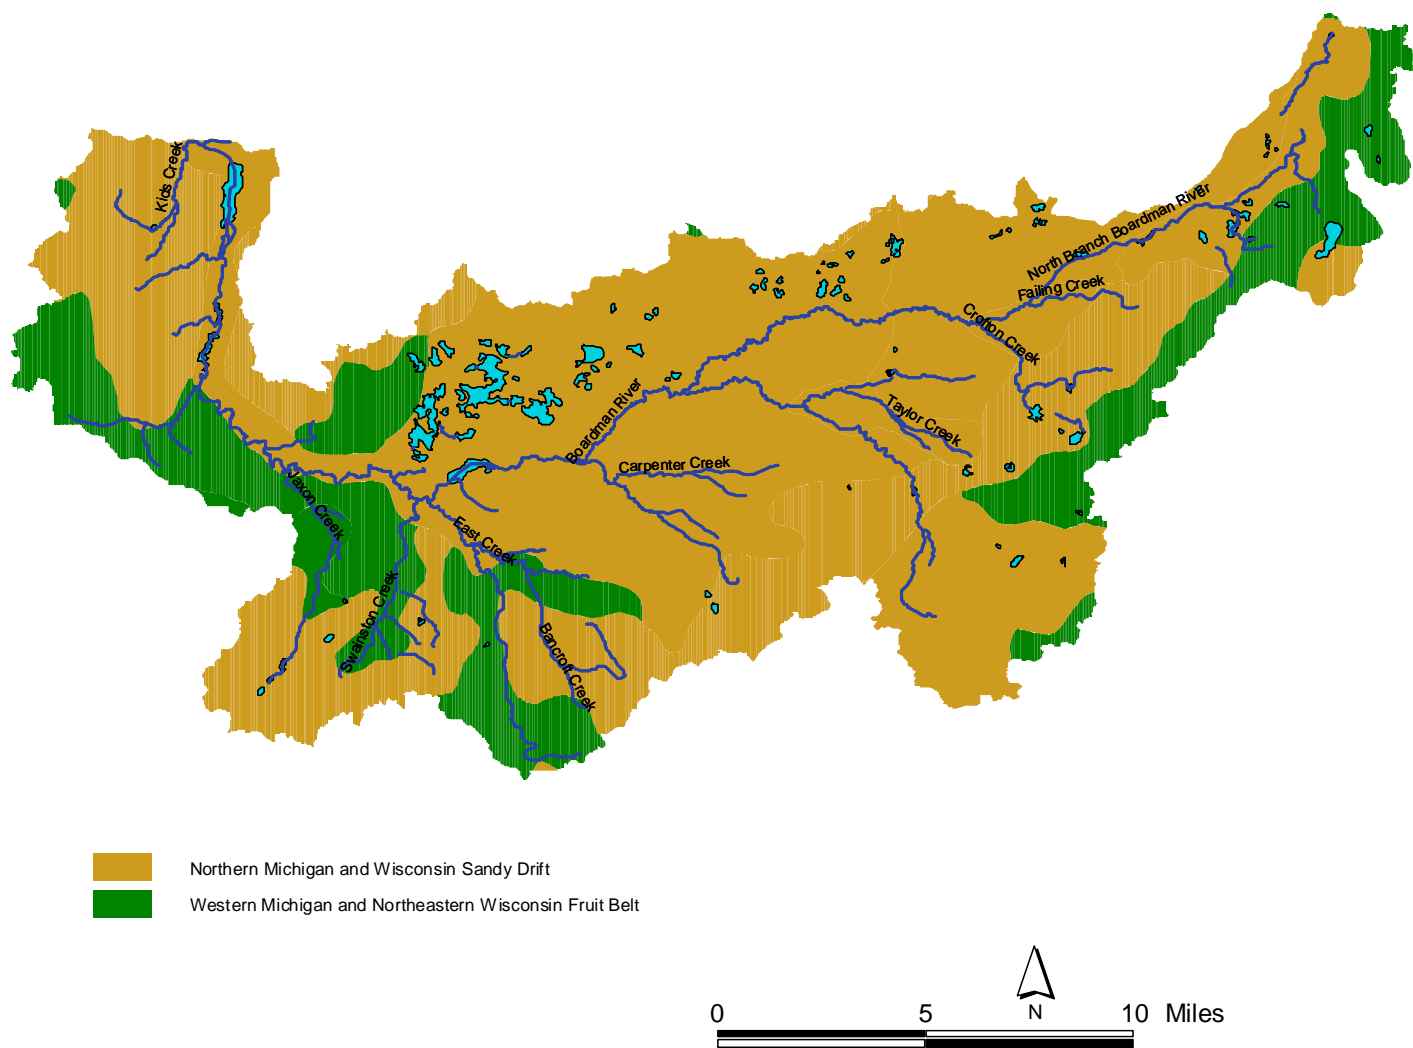 Kids Creek
North Branch Boardman River
Failing Creek
Crofton Creek
Boardman River
Taylor Creek
Carpenter Creek
Jaxon Creek
East Creek
Swanston Creek
Bancroft Creek
Northern Michigan and Wisconsin Sandy Drift
Western Michigan and Northeastern Wisconsin Fruit Belt
N
0 5 10 Miles